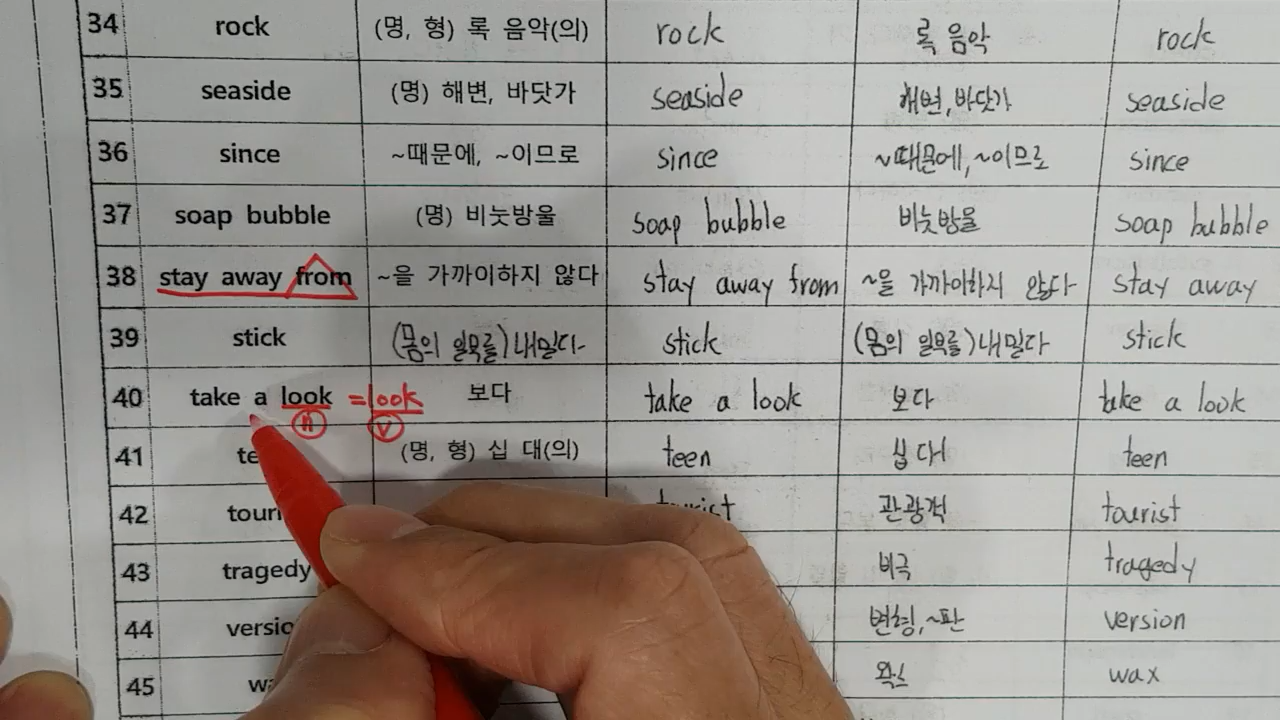 34 rock (명, 형) 록 음악(의) rock 록 음악 rock
35 seaside (명) 해변, 바닷가 seaside 해변, 바닷가 seaside
36 since ~때문에, ~이므로 since ~때문에, ~이므로 since
37 soap bubble (명) 비눗방울 soap bubble 비눗방울 soap bubble
38 stay away from ~을 가까이하지 않다 stay away from ~을 가까이하지 않다 stay away
39 stick (몸의 일부를) 내밀다 stick (몸의 일부를) 내밀다 stick
40 take a look =look 보다 take a look 보다 take a look
n v
41 (명, 형) 십 대(의) teen 십대 teen
42 관광객 tourist
43 tragedy 비극 tragedy
44 변형, ~판 version
45 왁스 wax